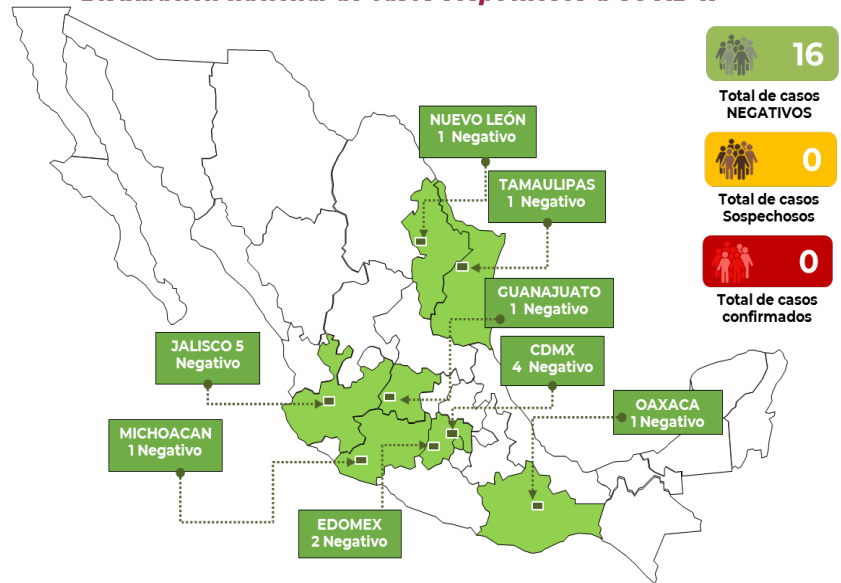 16
Total de casos
NEGATIVOS
0
Total de casos
Sospechosos
0
Total de casos
confirmados
NUEVO LEÓN
1 Negativo
TAMAULIPAS
1 Negativo
GUANAJUATO
1 Negativo
JALISCO 5
Negativo
CDMX
4 Negativo
OAXACA
1 Negativo
MICHOACAN
1 Negativo
EDOMEX
2 Negativo